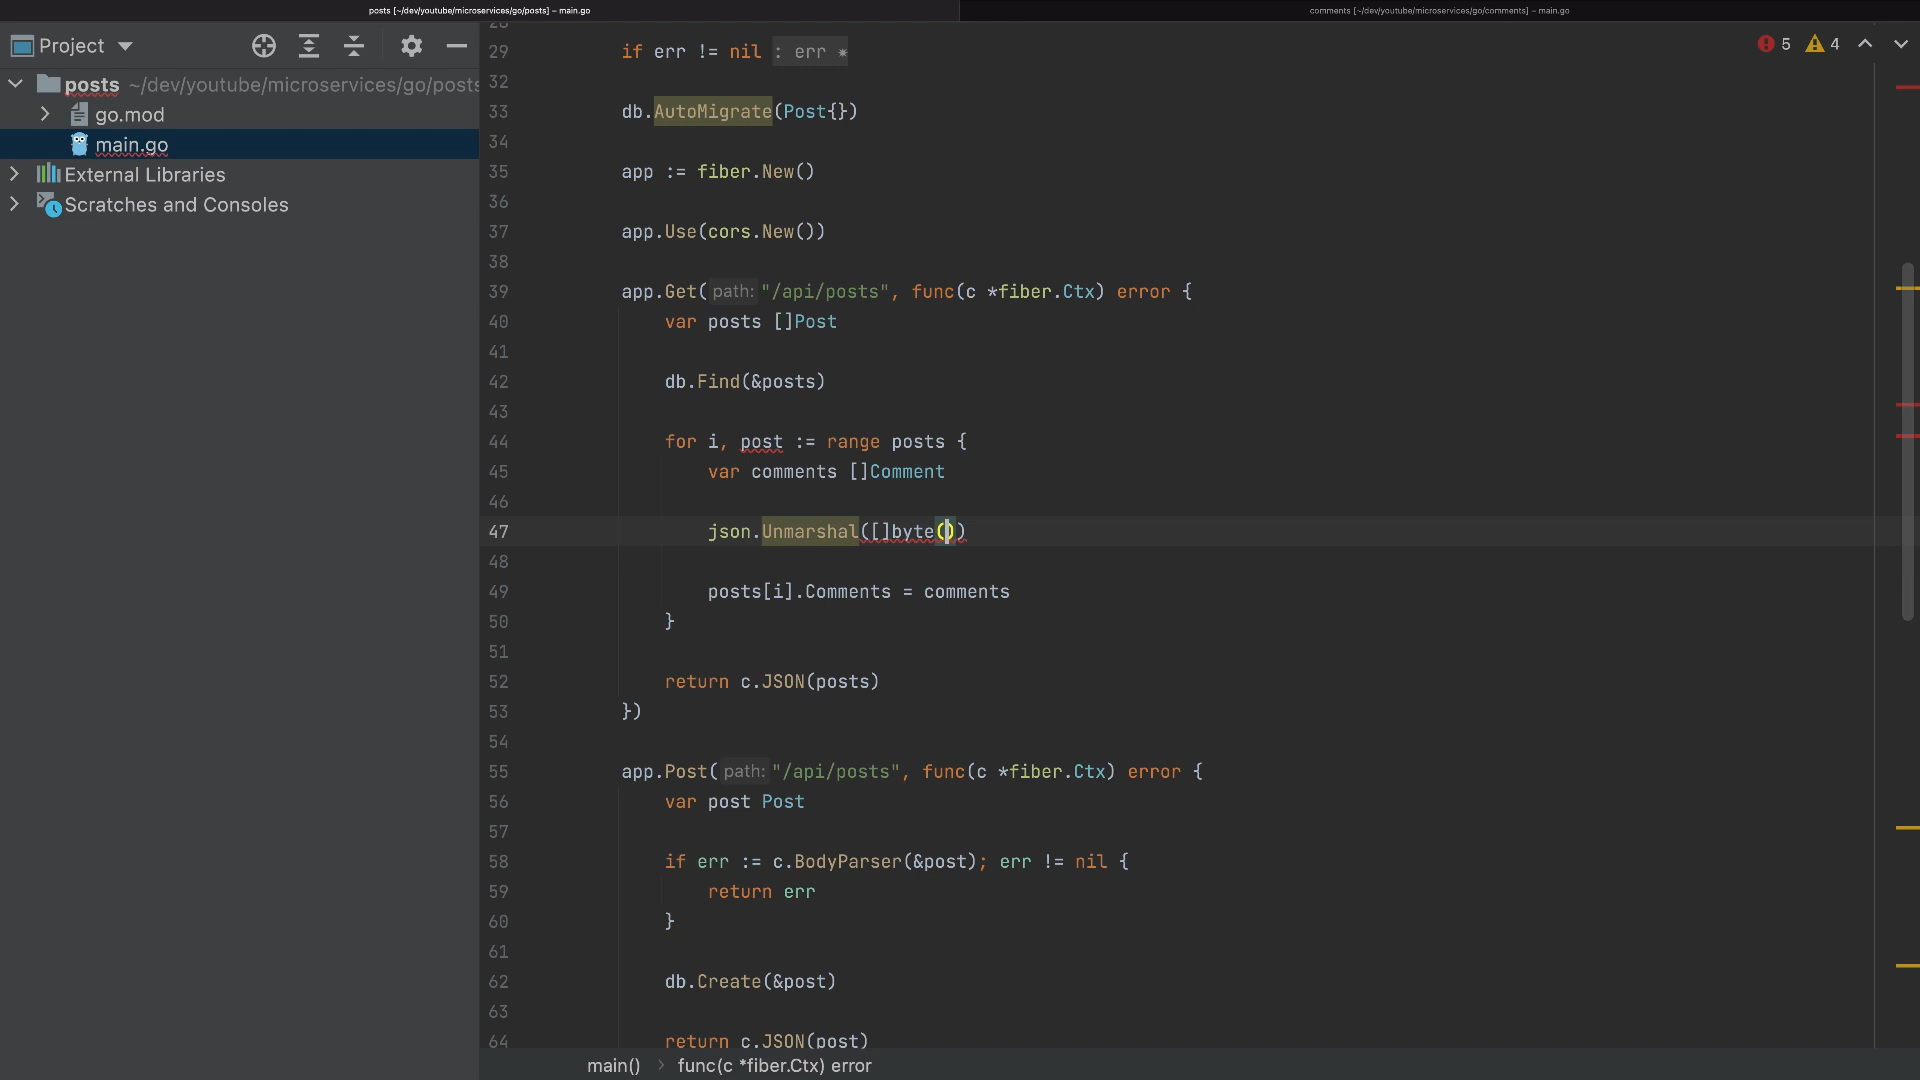 posts [~/dev/youtube/microservices/go/posts] – main.go
comments [~/dev/youtube/microservices/go/comments] – main.go
Project
posts ~/dev/youtube/microservices/go/posts
go.mod
main.go
External Libraries
Scratches and Consoles
5 4
28
29 if err != nil : err *
32
33 db.AutoMigrate(Post{})
34
35 app := fiber.New()
36
37 app.Use(cors.New())
38
39 app.Get( path: "/api/posts", func(c *fiber.Ctx) error {
40 var posts []Post
41
42 db.Find(&posts)
43
44 for i, post := range posts {
45 var comments []Comment
46
47 json.Unmarshal([]byte())
48
49 posts[i].Comments = comments
50 }
51
52 return c.JSON(posts)
53 })
54
55 app.Post( path: "/api/posts", func(c *fiber.Ctx) error {
56 var post Post
57
58 if err := c.BodyParser(&post); err != nil {
59 return err
60 }
61
62 db.Create(&post)
63
64 return c.JSON(post)
main() > func(c *fiber.Ctx) error